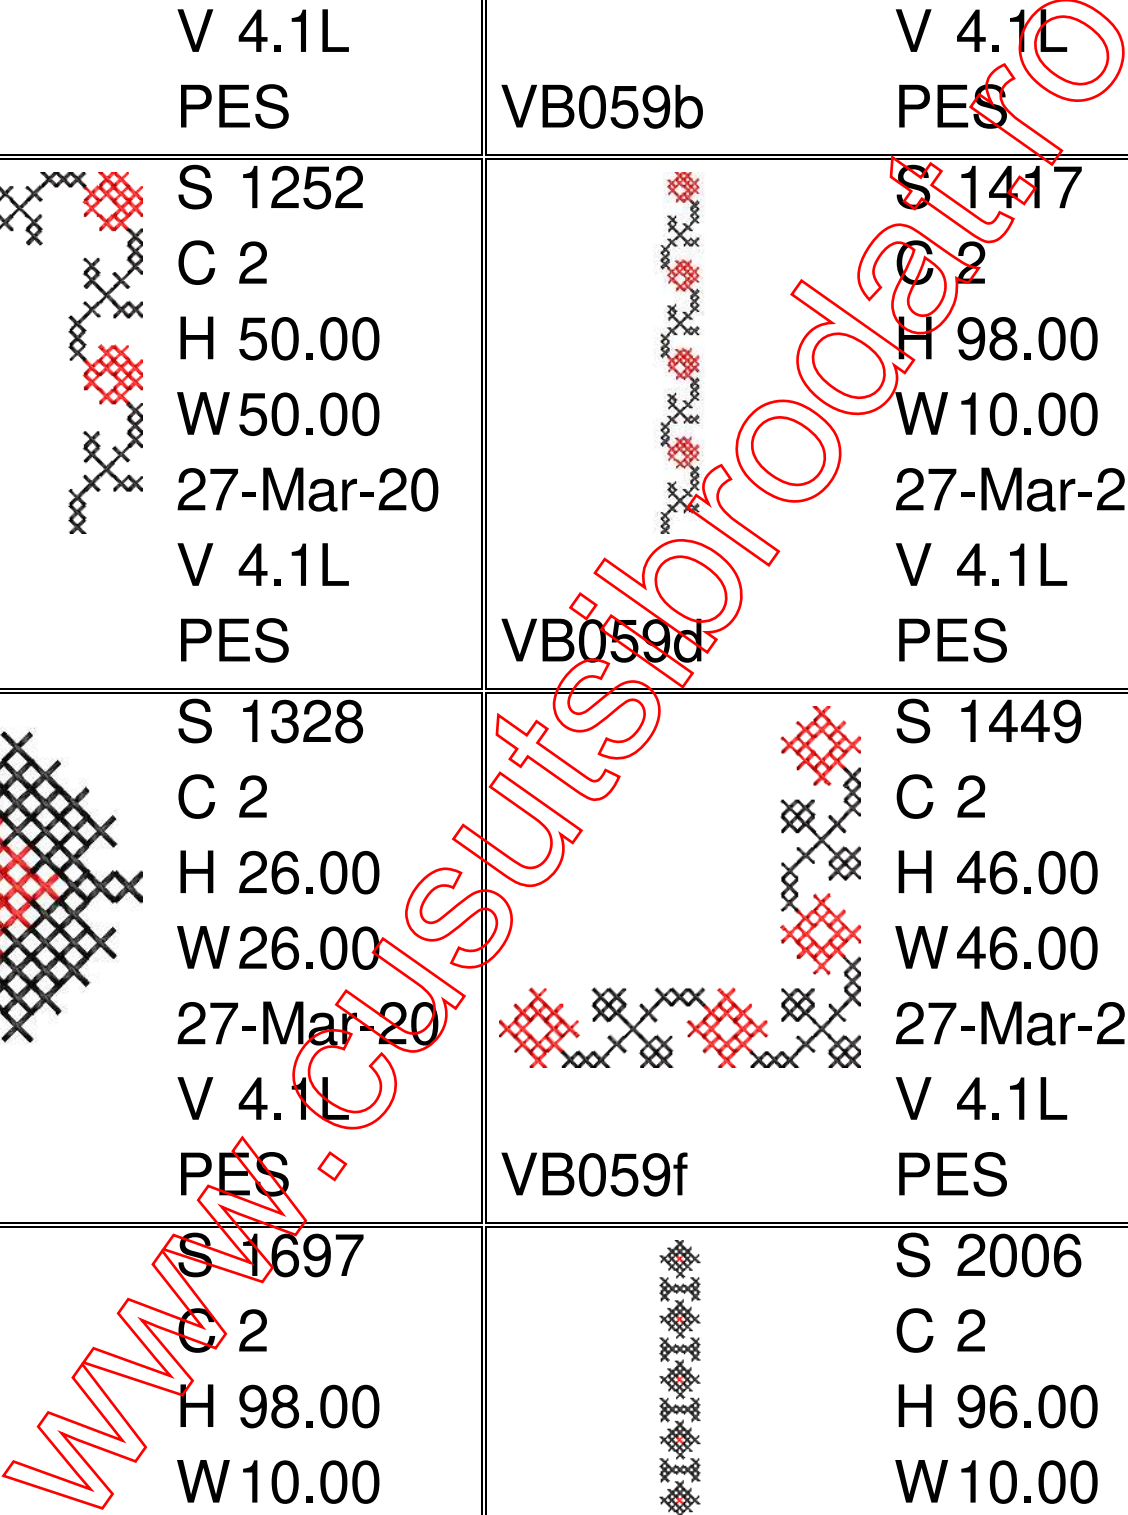 V 4.1L
PES
VB059b
V 4.1L
PES
S 1252
C 2
H 50.00
W 50.00
27-Mar-20
V 4.1L
PES
VB059d
S 1417
C 2
H 98.00
W 10.00
27-Mar-2
V 4.1L
PES
S 1328
C 2
H 26.00
W 26.00
27-Mar-20
V 4.1L
PES
VB059f
S 1449
C 2
H 46.00
W 46.00
27-Mar-2
V 4.1L
PES
S 1697
C 2
H 98.00
W 10.00
S 2006
C 2
H 96.00
W 10.00
www.cusutsibrodat.ro